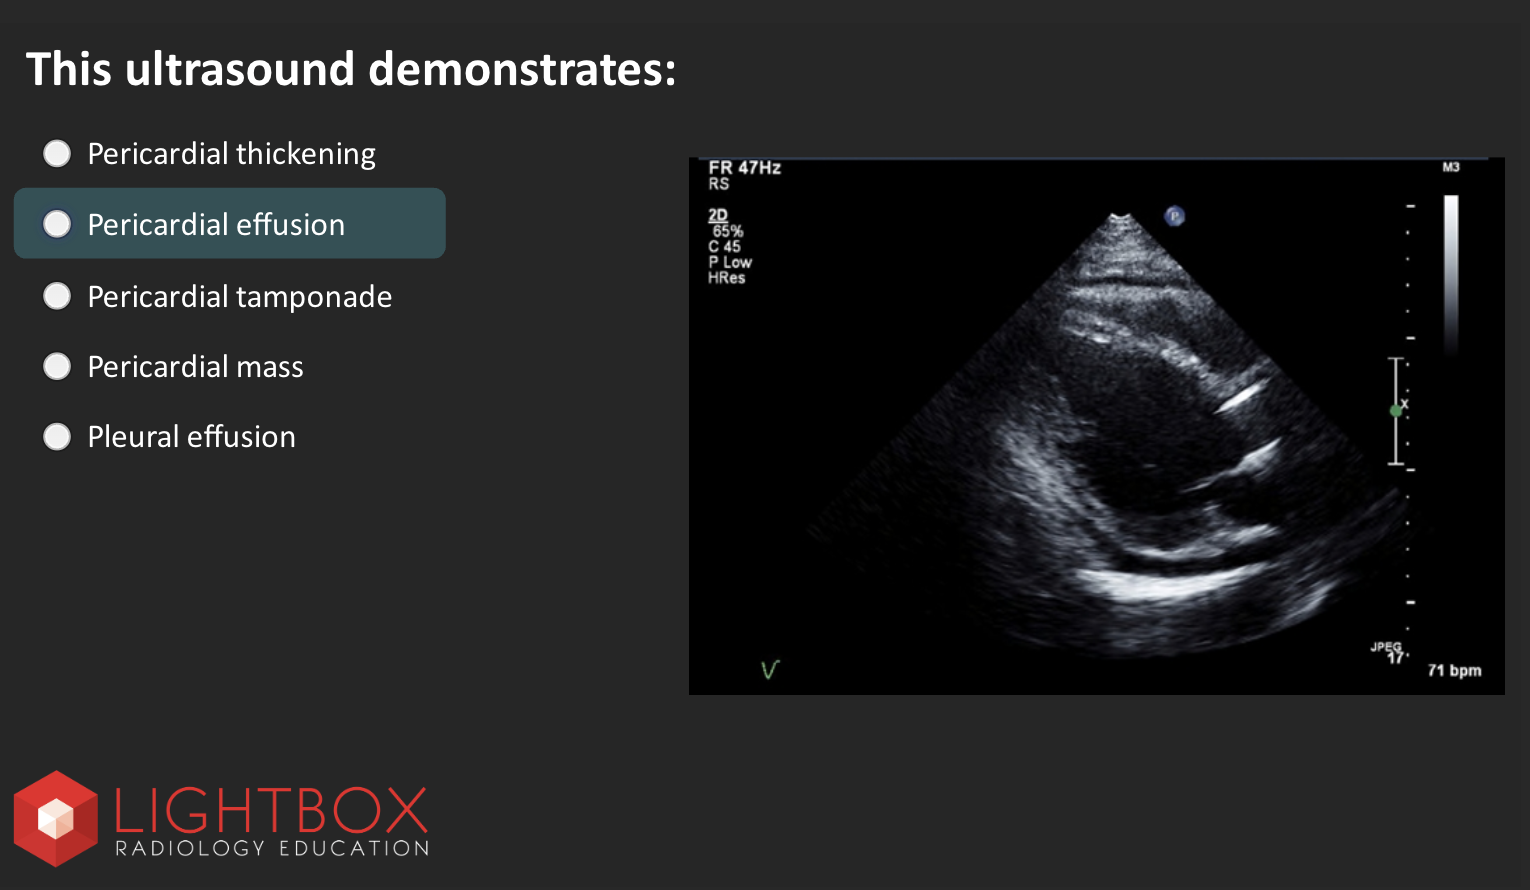 This ultrasound demonstrates:
Pericardial thickening
Pericardial effusion
Pericardial tamponade
Pericardial mass
Pleural effusion
FR 47Hz
RS
2D
65%
C 45
P Low
HRes
P
M3
x
V
JPEG
17
71 bpm
LIGHTBOX
RADIOLOGY EDUCATION